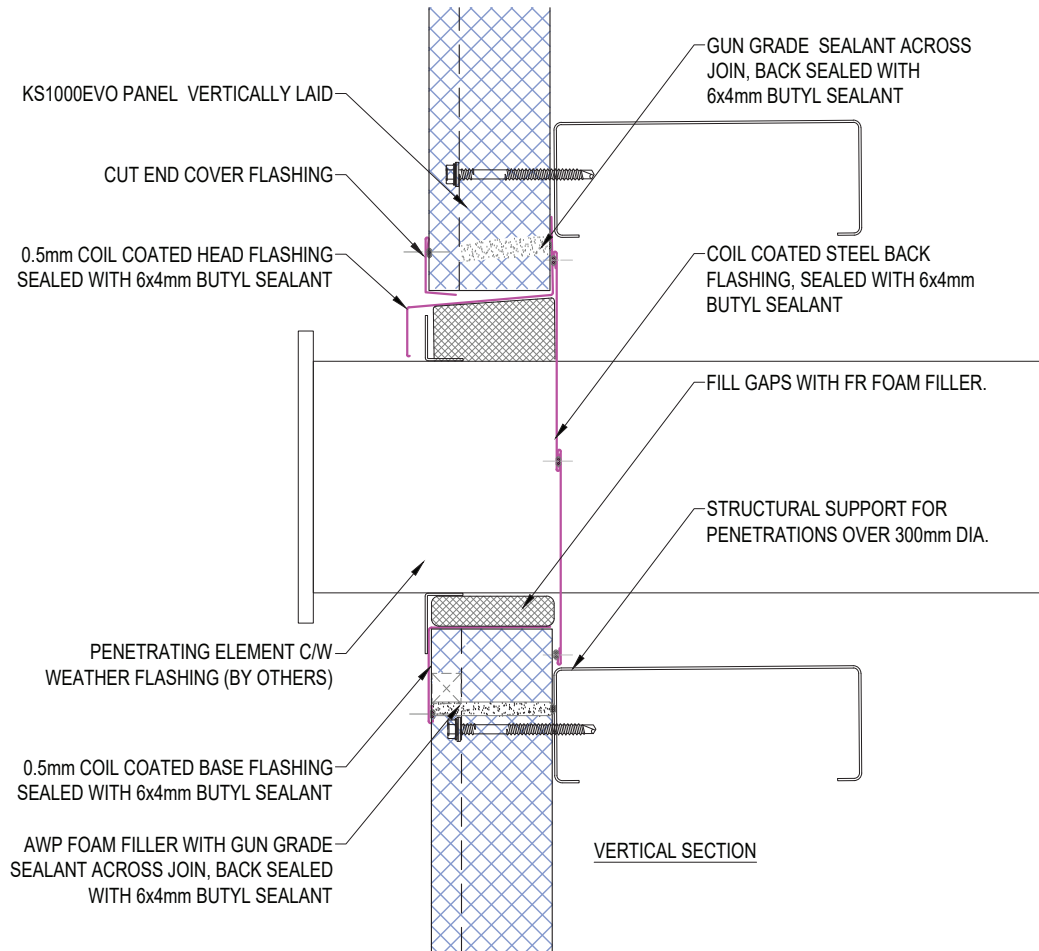 KS1000EVO PANEL VERTICALLY LAID
CUT END COVER FLASHING
0.5mm COIL COATED HEAD FLASHING
SEALED WITH 6x4mm BUTYL SEALANT
PENETRATING ELEMENT C/W
WEATHER FLASHING (BY OTHERS)
0.5mm COIL COATED BASE FLASHING
SEALED WITH 6x4mm BUTYL SEALANT
AWP FOAM FILLER WITH GUN GRADE
SEALANT ACROSS JOIN, BACK SEALED
WITH 6x4mm BUTYL SEALANT
GUN GRADE SEALANT ACROSS
JOIN, BACK SEALED WITH
6x4mm BUTYL SEALANT
COIL COATED STEEL BACK
FLASHING, SEALED WITH 6x4mm
BUTYL SEALANT
FILL GAPS WITH FR FOAM FILLER.
STRUCTURAL SUPPORT FOR
PENETRATIONS OVER 300mm DIA.
VERTICAL SECTION